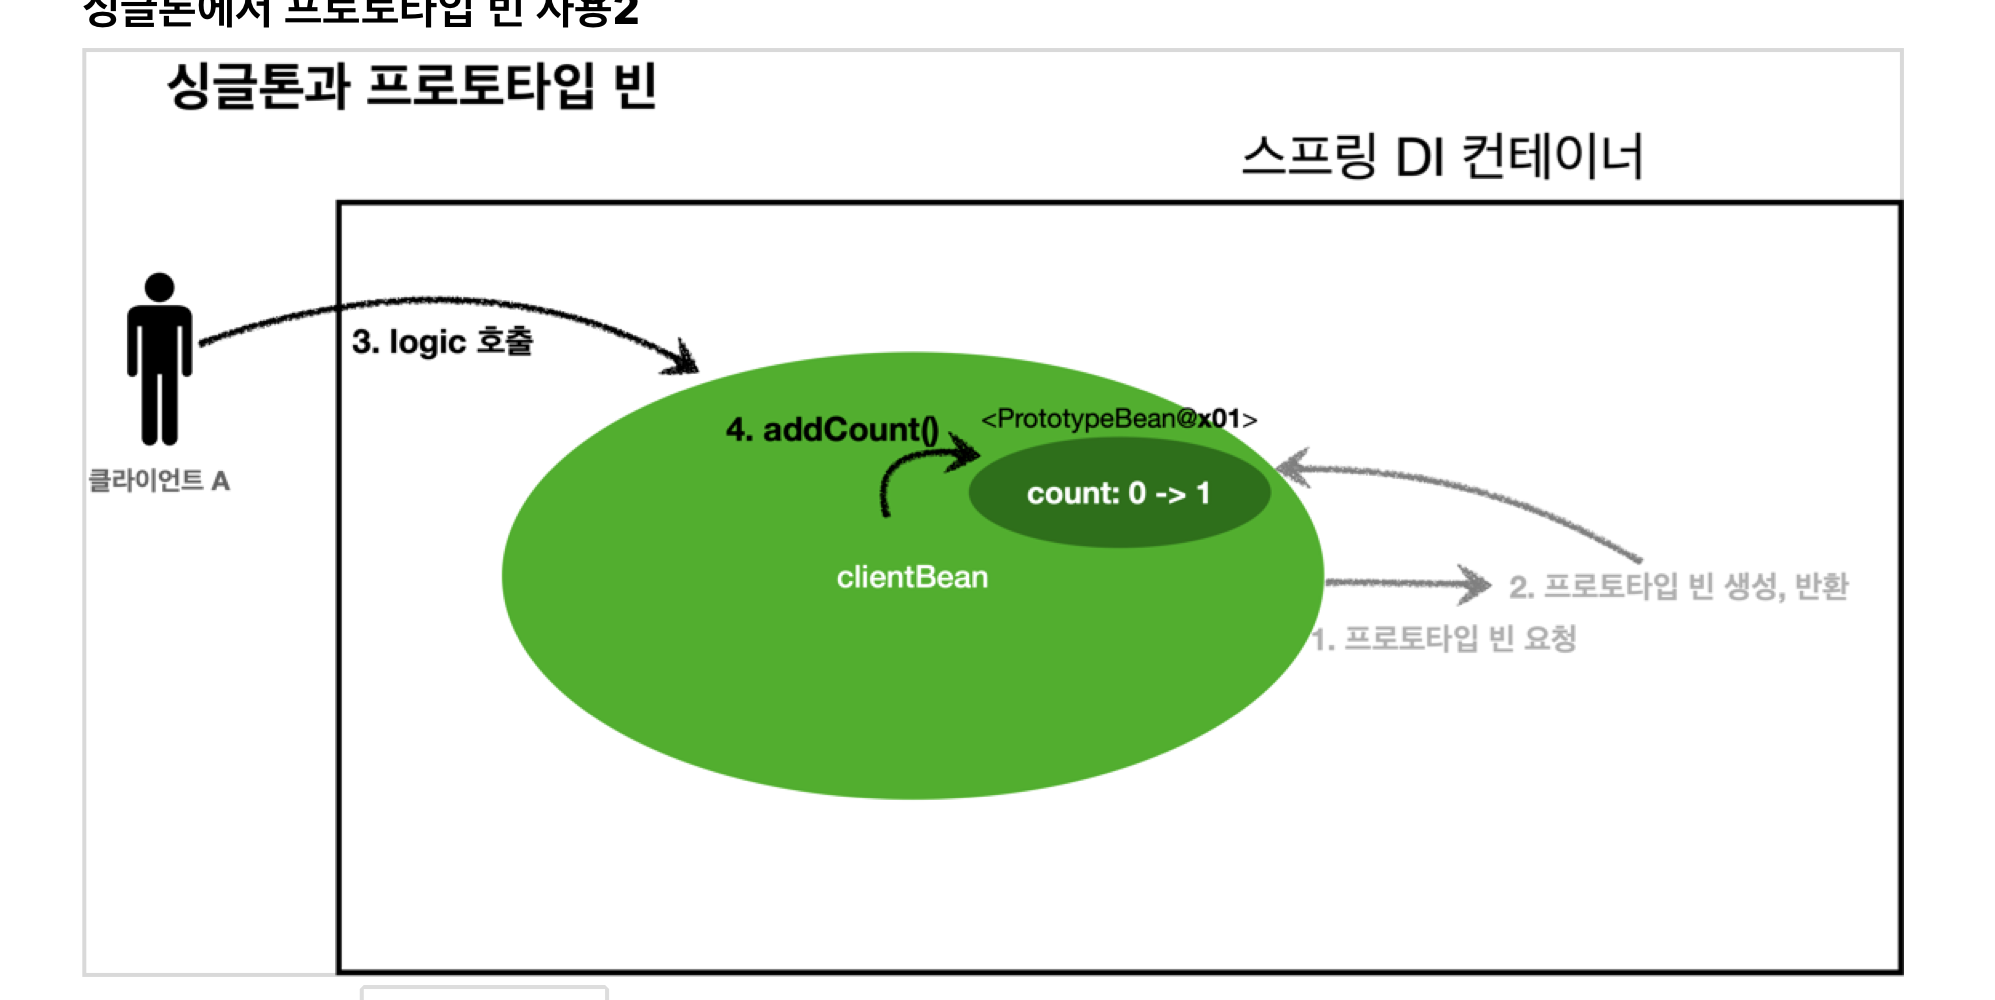 싱글톤에서 프로토타입 빈 사용2
싱글톤과 프로토타입 빈
스프링 DI 컨테이너
3. logic 호출
4. addCount()
<PrototypeBean@x01>
count: 0 -> 1
클라이언트 A
clientBean
2. 프로토타입 빈 생성, 반환
1. 프로토타입 빈 요청